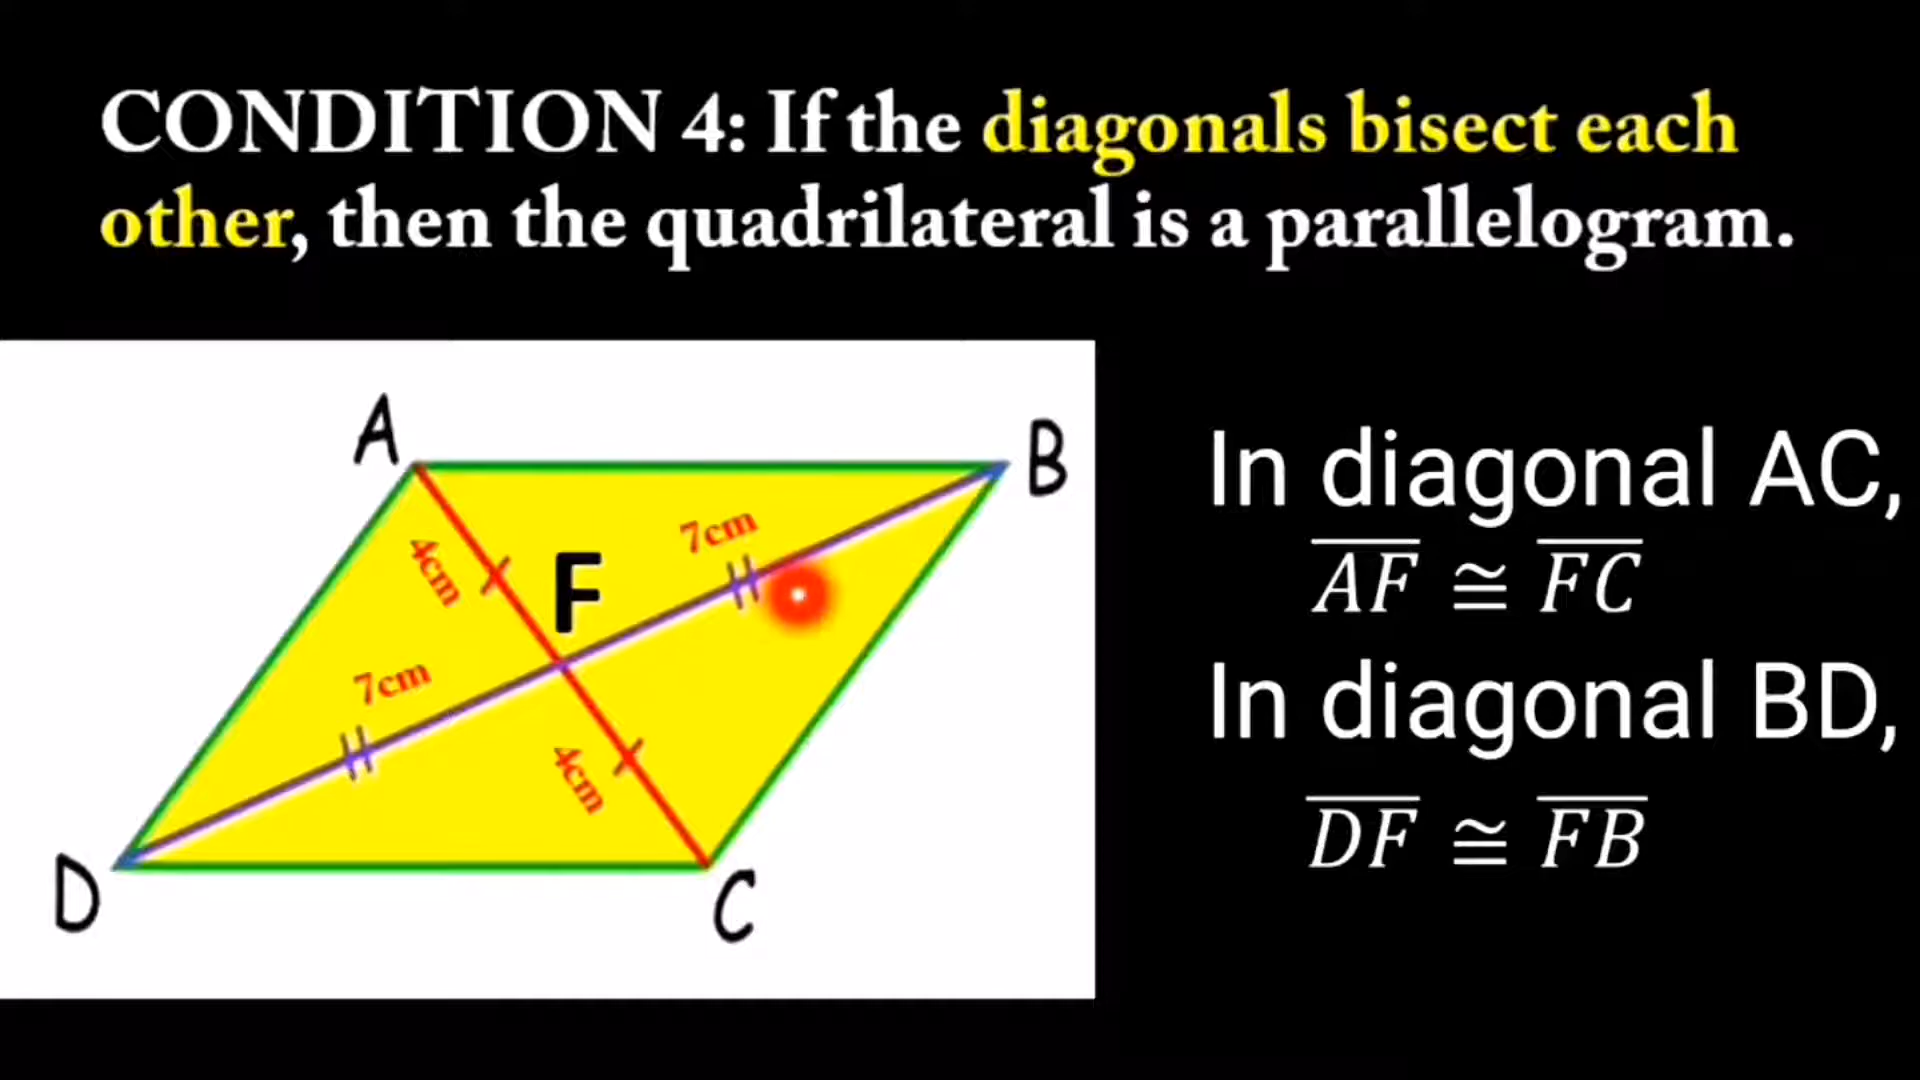 CONDITION 4: If the diagonals bisect each
other, then the quadrilateral is a parallelogram.
A
B
4cm
F
7cm
7cm
4cm
D
C
In diagonal AC,
AF ≅ FC
In diagonal BD,
DF ≅ FB